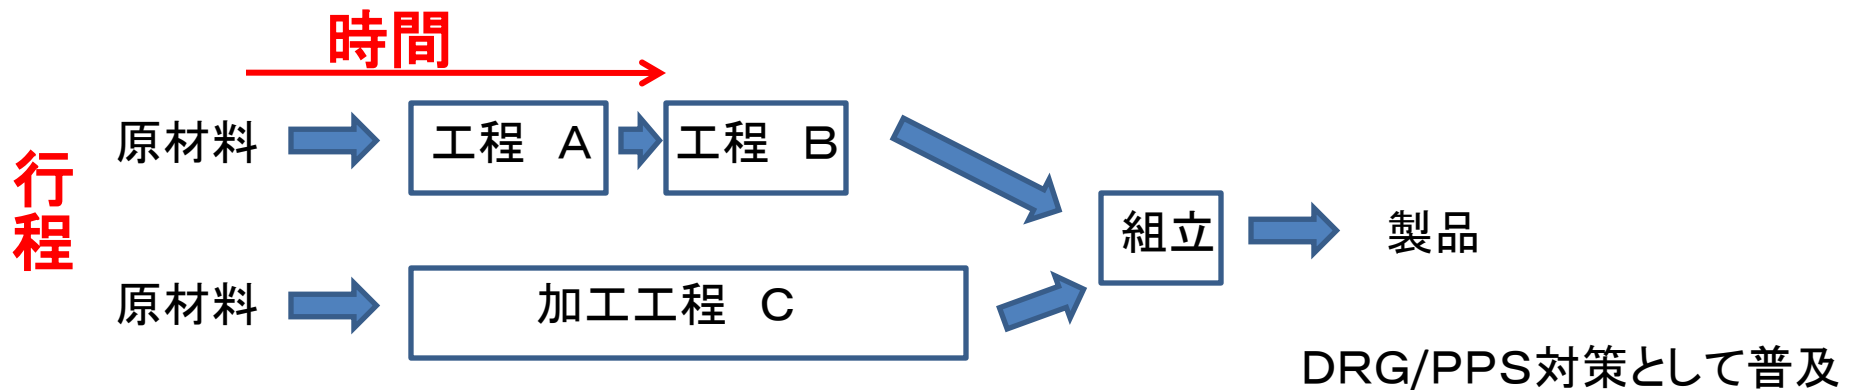 時間
行程
原材料
工程　A
工程　B
組立
製品
原材料
加工工程　C
DRG/PPS対策として普及